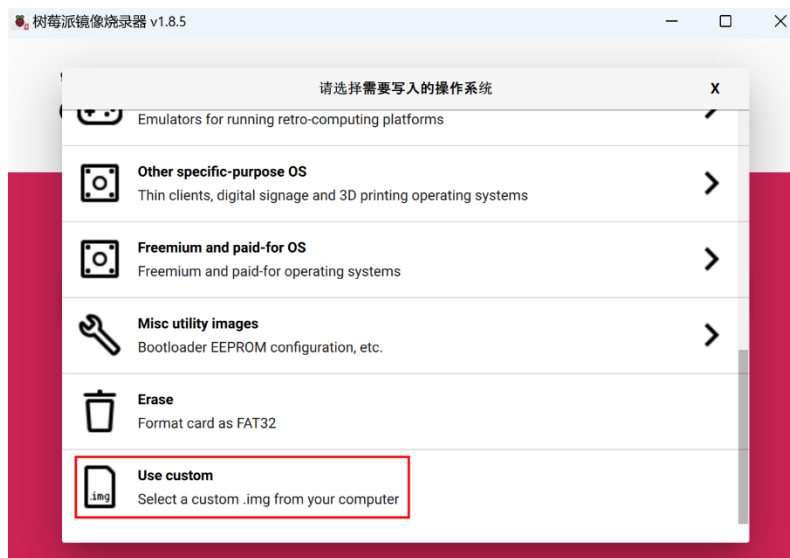 树莓派镜像烧录器 v1.8.5
请选择需要写入的操作系统
X
Emulators for running retro-computing platforms
Other specific-purpose OS
Thin clients, digital signage and 3D printing operating systems
Freemium and paid-for OS
Freemium and paid-for operating systems
Misc utility images
Bootloader EEPROM configuration, etc.
Erase
Format card as FAT32
Use custom
.img
Select a custom .img from your computer